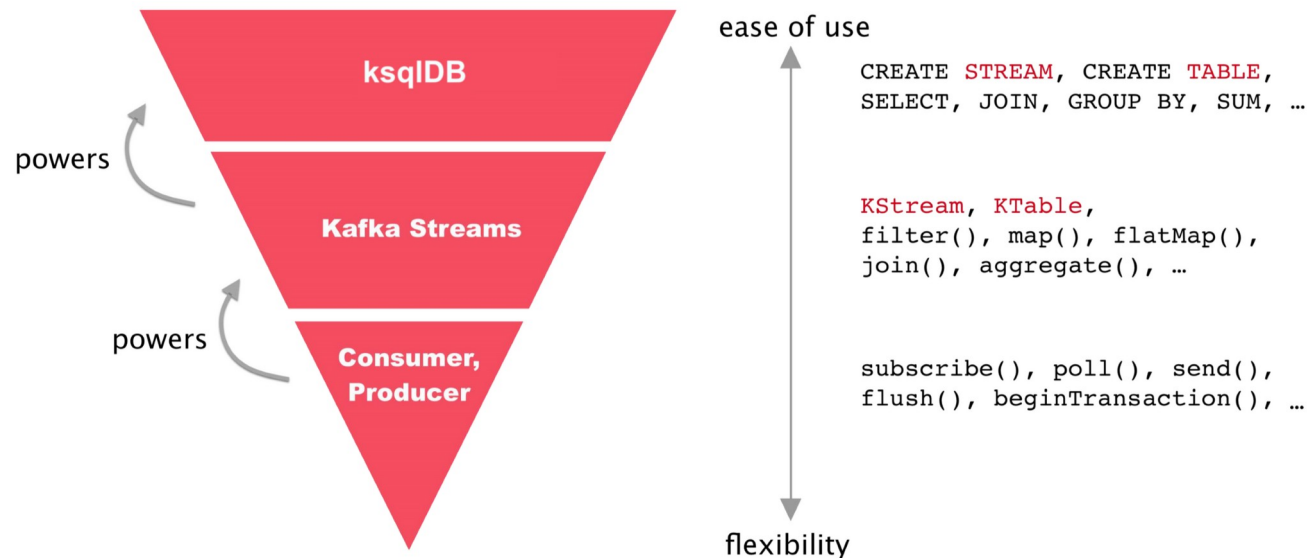 ease of use
ksqlDB
CREATE STREAM, CREATE TABLE,
SELECT, JOIN, GROUP BY, SUM, …
powers
Kafka Streams
KStream, KTable,
filter(), map(), flatMap(),
join(), aggregate(), …
powers
Consumer,
Producer
subscribe(), poll(), send(),
flush(), beginTransaction(), …
flexibility